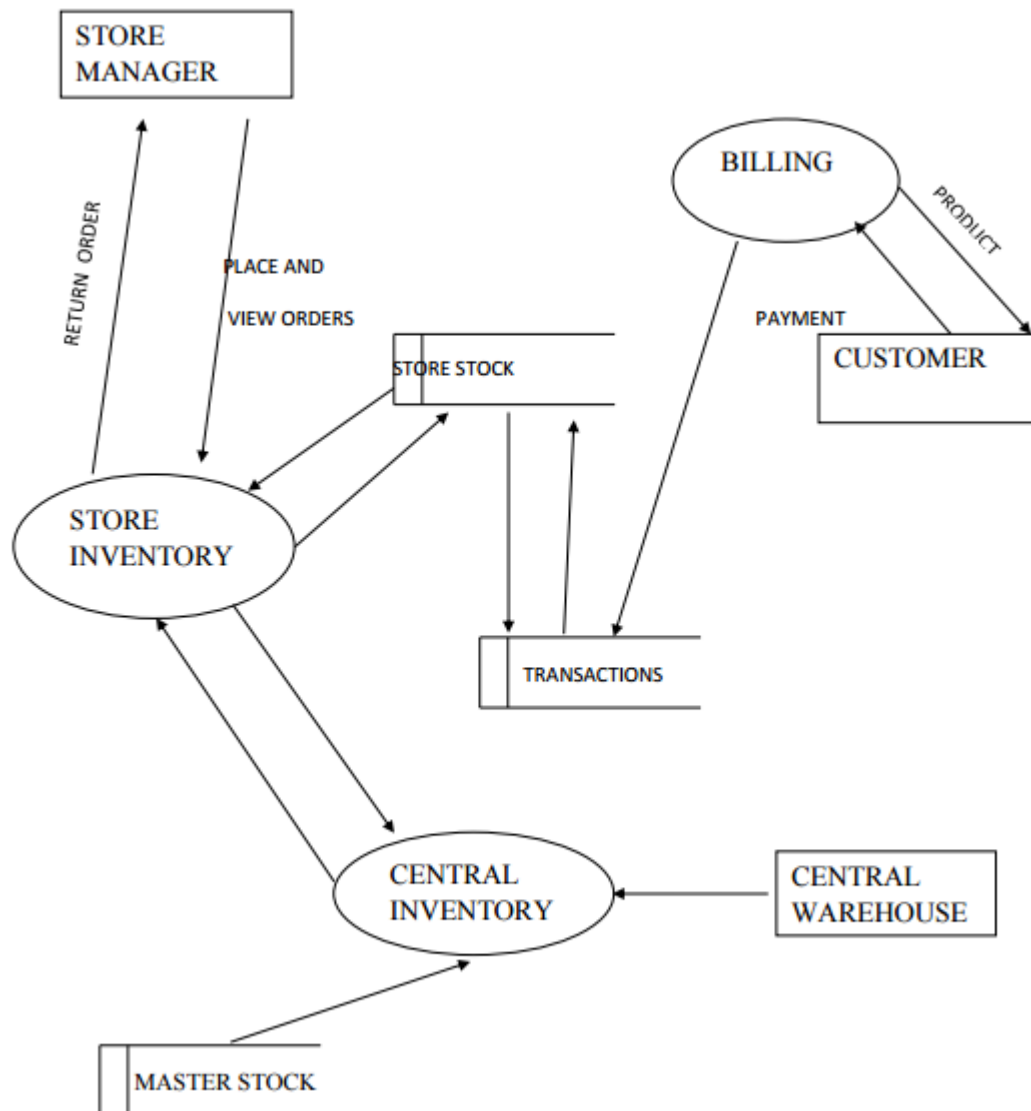 STORE
MANAGER
BILLING
PRODUCT
RETURN ORDER
PLACE AND
VIEW ORDERS
PAYMENT
CUSTOMER
STORE STOCK
STORE
INVENTORY
TRANSACTIONS
CENTRAL
INVENTORY
CENTRAL
WAREHOUSE
MASTER STOCK